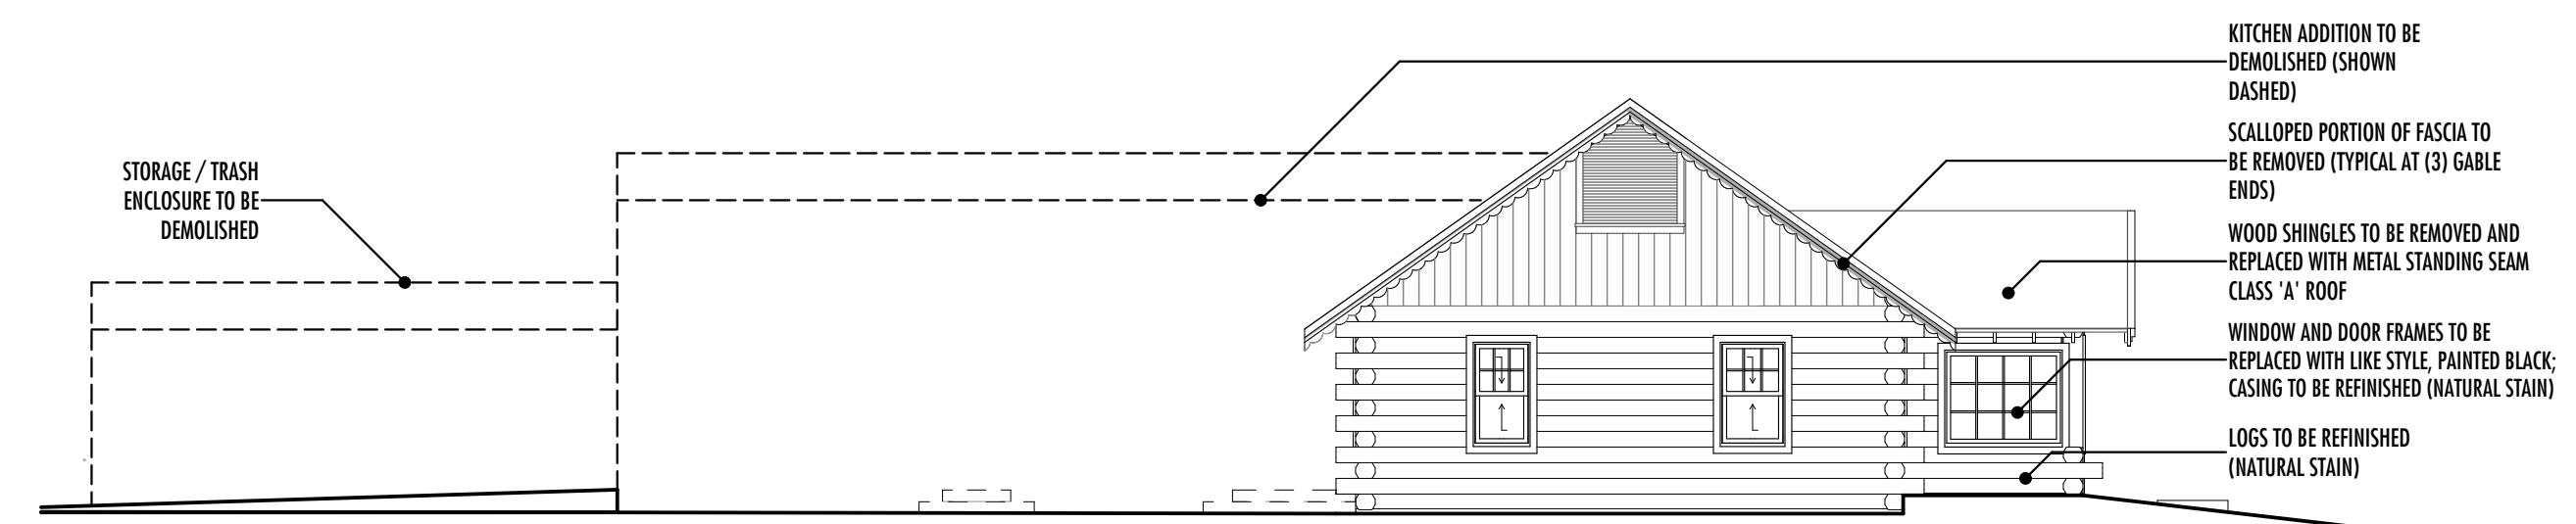 STORAGE / TRASH
ENCLOSURE TO BE
DEMOLISHED
KITCHEN ADDITION TO BE
DEMOLISHED (SHOWN
DASHED)
SCALLOPED PORTION OF FASCIA TO
BE REMOVED (TYPICAL AT (3) GABLE
ENDS)
WOOD SHINGLES TO BE REMOVED AND
REPLACED WITH METAL STANDING SEAM
CLASS 'A' ROOF
WINDOW AND DOOR FRAMES TO BE
REPLACED WITH LIKE STYLE, PAINTED BLACK;
CASING TO BE REFINISHED (NATURAL STAIN)
LOGS TO BE REFINISHED
(NATURAL STAIN)